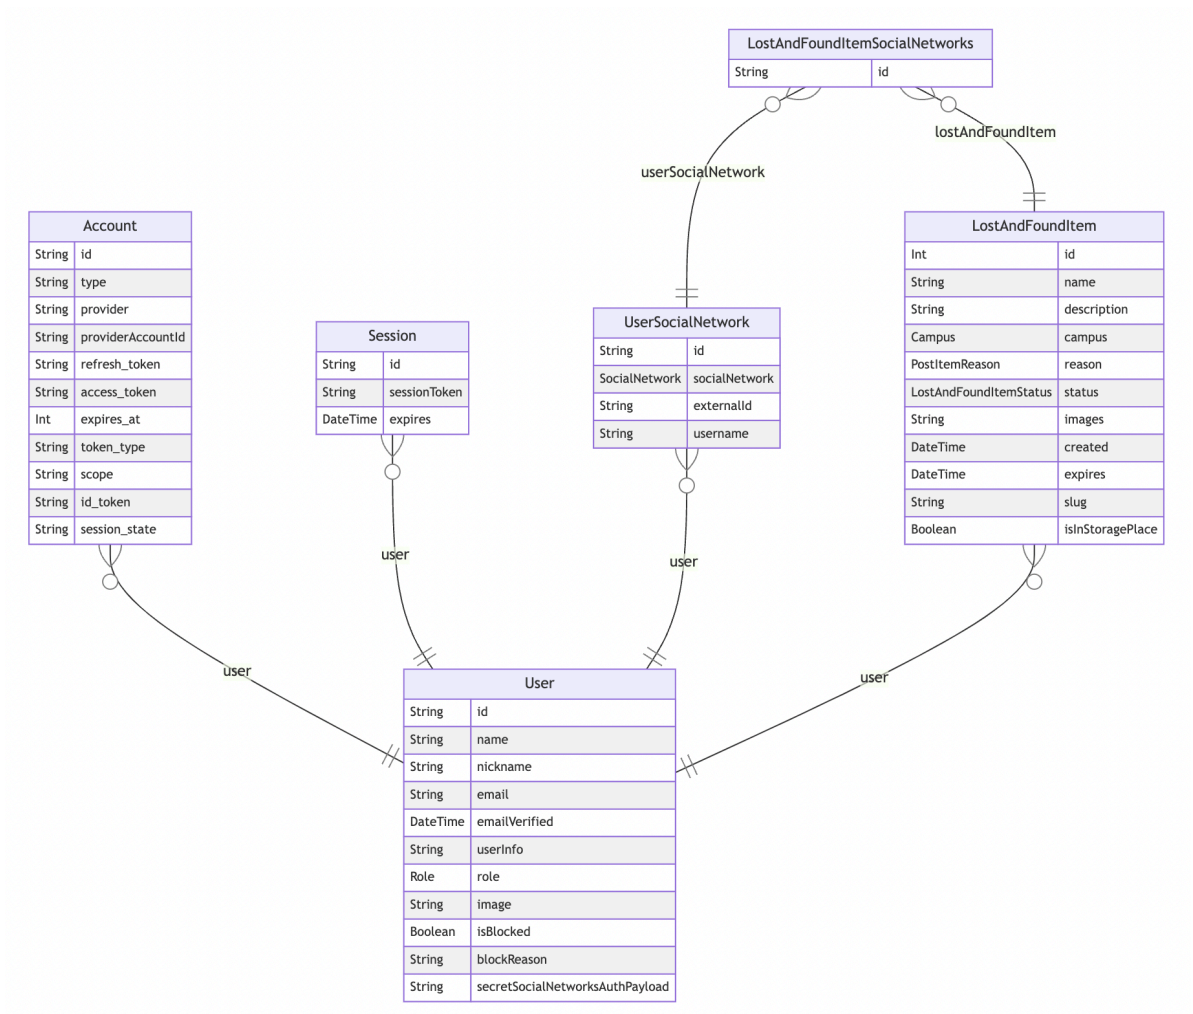 LostAndFoundItemSocialNetworks
String id
lostAndFoundItem
userSocialNetwork
Account
String id
String type
String provider
String providerAccountId
String refresh_token
String access_token
Int expires_at
String token_type
String scope
String id_token
String session_state
Session
String id
String sessionToken
DateTime expires
UserSocialNetwork
String id
SocialNetwork socialNetwork
String externalId
String username
LostAndFoundItem
Int id
String name
String description
Campus campus
PostItemReason reason
LostAndFoundItemStatus status
String images
DateTime created
DateTime expires
String slug
Boolean isInStoragePlace
user
user
user
user
User
String id
String name
String nickname
String email
DateTime emailVerified
String userInfo
Role role
String image
Boolean isBlocked
String blockReason
String secretSocialNetworksAuthPayload